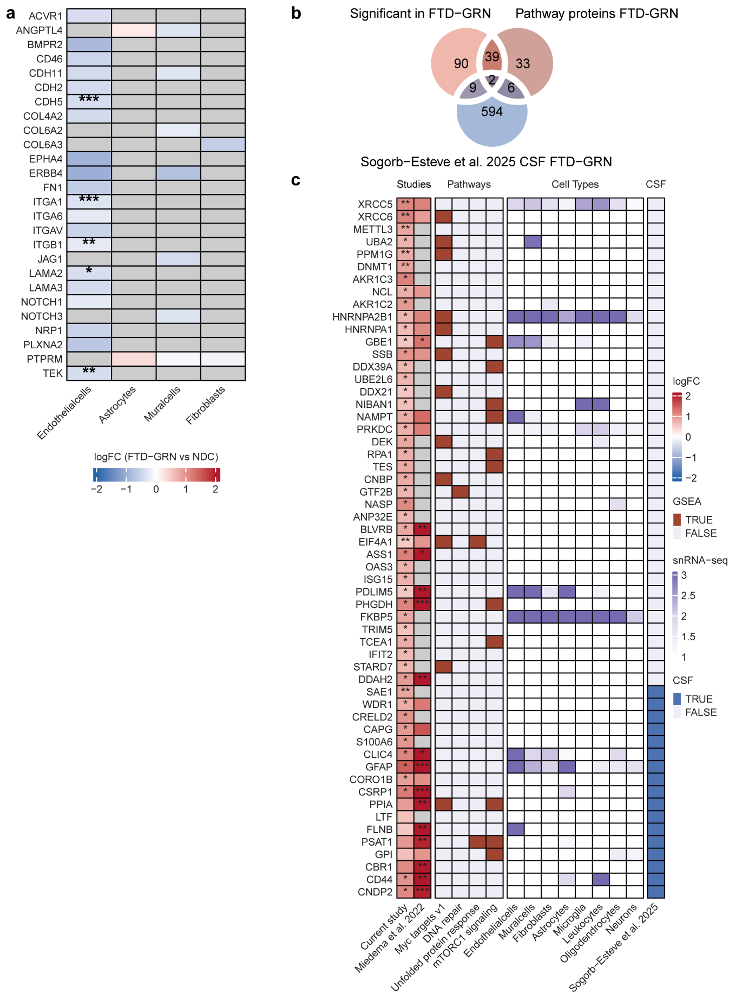 a
ACVR1
ANGPTL4
BMPR2
CD46
CDH11
CDH2
CDH5 ***
COL4A2
COL6A2
COL6A3
EPHA4
ERBB4
FN1
ITGA1 ***
ITGA6
ITGAV
ITGB1 **
JAG1
LAMA2 *
LAMA3
NOTCH1
NOTCH3
NRP1
PLXNA2
PTPRM
TEK **
Endothelialcells
Astrocytes
Muralcells
Fibroblasts
logFC (FTD−GRN vs NDC)
−2 −1 0 1 2
b
Significant in FTD−GRN Pathway proteins FTD-GRN
90 39 33
9 2 6
594
Sogorb−Esteve et al. 2025 CSF FTD−GRN
c
Studies Pathways Cell Types CSF
XRCC5 **
XRCC6 **
METTL3 **
UBA2 *
PPM1G **
DNMT1 **
AKR1C3 *
NCL *
AKR1C2 *
HNRNPA2B1 *
HNRNPA1 *
GBE1 * *
SSB *
DDX39A *
UBE2L6 *
DDX21 *
NIBAN1 *
NAMPT *
PRKDC *
DEK *
RPA1 *
TES *
CNBP *
GTF2B *
NASP *
ANP32E *
BLVRB * **
EIF4A1 **
ASS1 * *
OAS3 *
ISG15 *
PDLIM5 * **
PHGDH * ***
FKBP5 *
TRIM5 *
TCEA1 *
IFIT2 *
STARD7 *
DDAH2 * **
SAE1 **
WDR1 *
CRELD2 *
CAPG *
S100A6 *
CLIC4 * *
GFAP * ***
CORO1B *
CSRP1 * ***
PPIA **
LTF
FLNB **
PSAT1 **
GPI
CBR1 **
CD44 * **
CNDP2 * ***
Current study
Miedema et al. 2022
Myc targets v1
DNA repair
Unfolded protein response
mTORC1 signaling
Endothelialcells
Muralcells
Fibroblasts
Astrocytes
Microglia
Leukocytes
Oligodendrocytes
Neurons
Sogorb−Esteve et al. 2025
logFC
2
1
0
−1
−2
GSEA
TRUE
FALSE
snRNA−seq
3
2.5
2
1.5
1
CSF
TRUE
FALSE